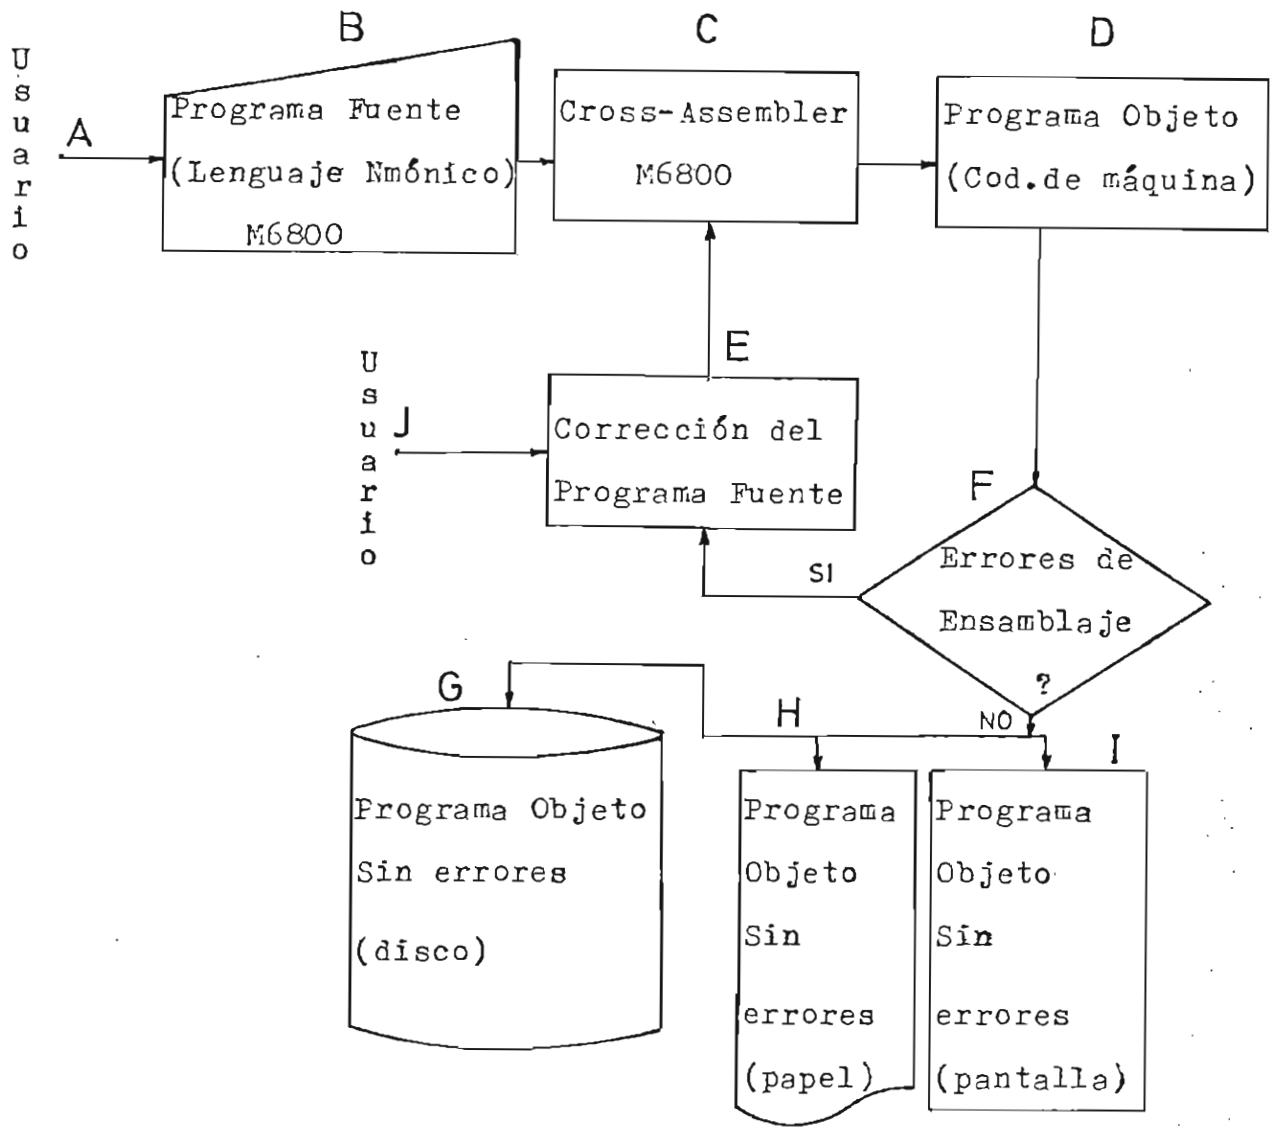 B
C
D
Usuario
A
Programa Fuente
(Lenguaje Nmónico)
M6800
Cross-Assembler
M6800
Programa Objeto
(Cod.de máquina)
E
Usuario
J
Corrección del
Programa Fuente
F
Errores de
Ensamblaje
?
SI
NO
G
Programa Objeto
Sin errores
(disco)
H
Programa
Objeto
Sin
errores
(papel)
I
Programa
Objeto
Sin
errores
(pantalla)